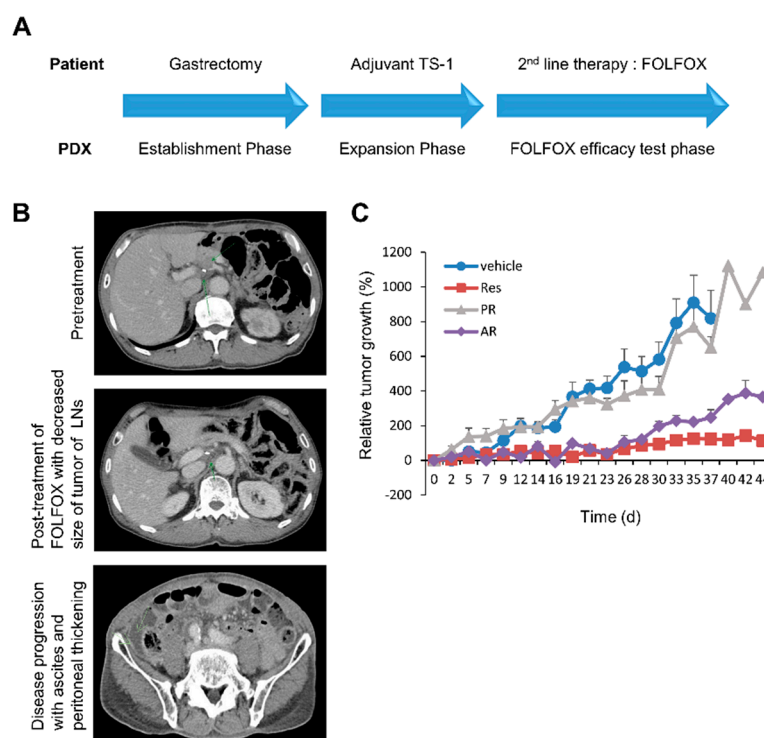 A
Patient
Gastrectomy
Adjuvant TS-1
2nd line therapy : FOLFOX
PDX
Establishment Phase
Expansion Phase
FOLFOX efficacy test phase
B
Pretreatment
Post-treatment of
FOLFOX with decreased
size of tumor of LNs
Disease progression
with ascites and
peritoneal thickening
C
Relative tumor growth (%)
1200
1000
800
600
400
200
0
-200
vehicle
Res
PR
AR
0 2 5 7 9 12 14 16 19 21 23 26 28 30 33 35 37 40 42 44
Time (d)